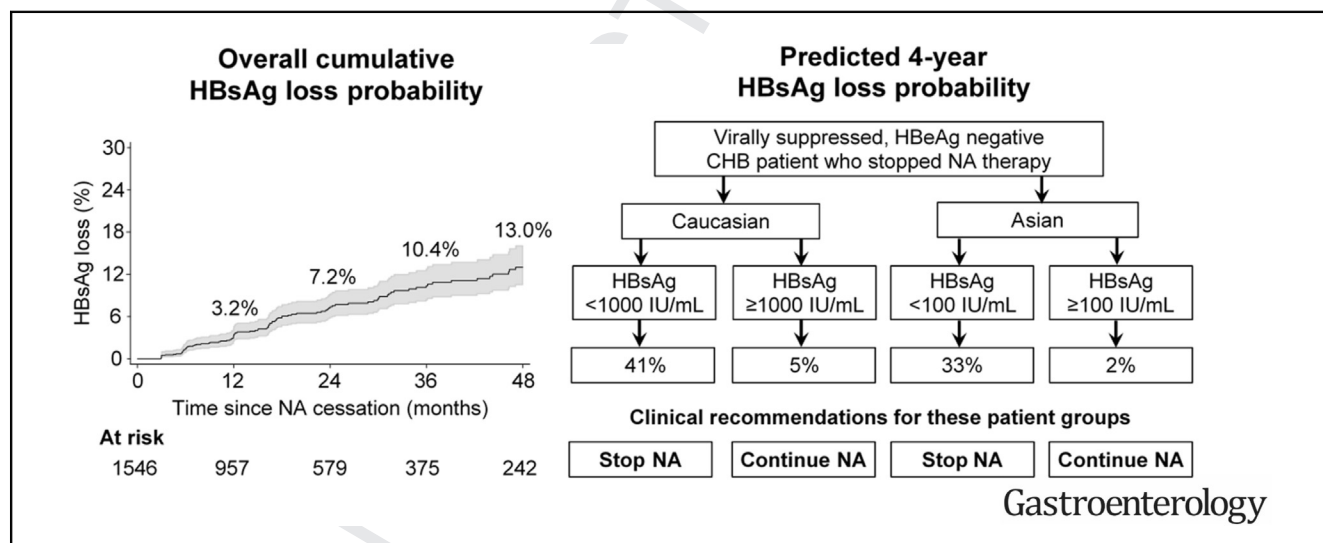 Overall cumulative
HBsAg loss probability
30
24
18
12
6
0
HBsAg loss (%)
3.2%
7.2%
10.4%
13.0%
0 12 24 36 48
Time since NA cessation (months)
At risk
1546 957 579 375 242
Predicted 4-year
HBsAg loss probability
Virally suppressed, HBeAg negative
CHB patient who stopped NA therapy
Caucasian
Asian
HBsAg
<1000 IU/mL
HBsAg
≥1000 IU/mL
HBsAg
<100 IU/mL
HBsAg
≥100 IU/mL
41%
5%
33%
2%
Clinical recommendations for these patient groups
Stop NA
Continue NA
Stop NA
Continue NA
Gastroenterology